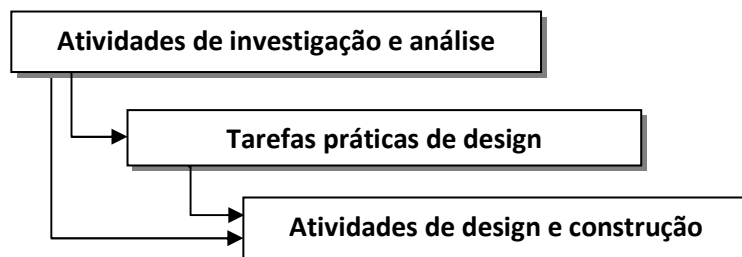 Atividades de investigação e análise
Tarefas práticas de design
Atividades de design e construção